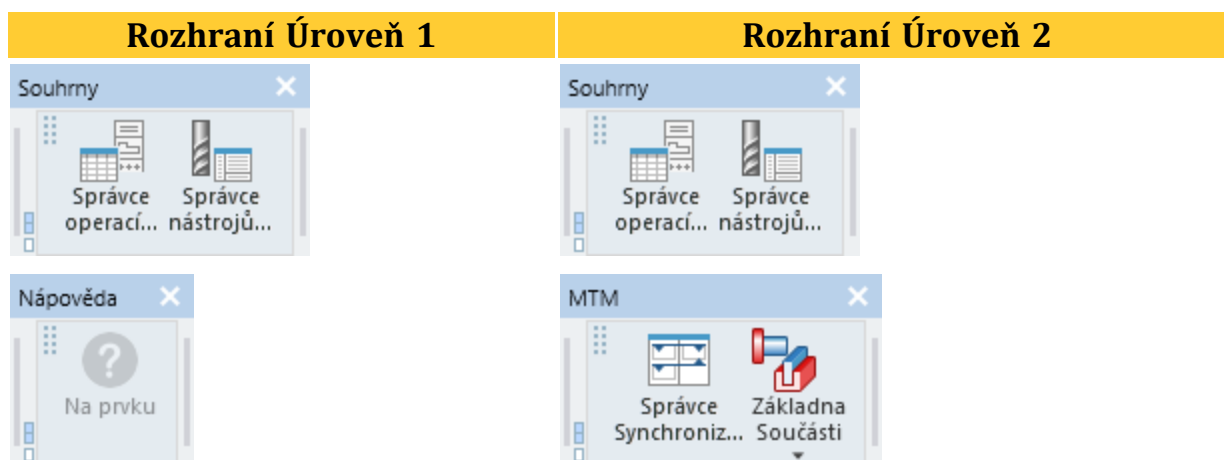 Rozhraní Úroveň 1
Rozhraní Úroveň 2
Souhrny
Správce operací...
Správce nástrojů...
Souhrny
Správce operací...
Správce nástrojů...
Nápověda
Na prvku
MTM
Správce Synchroniz...
Základna Součásti